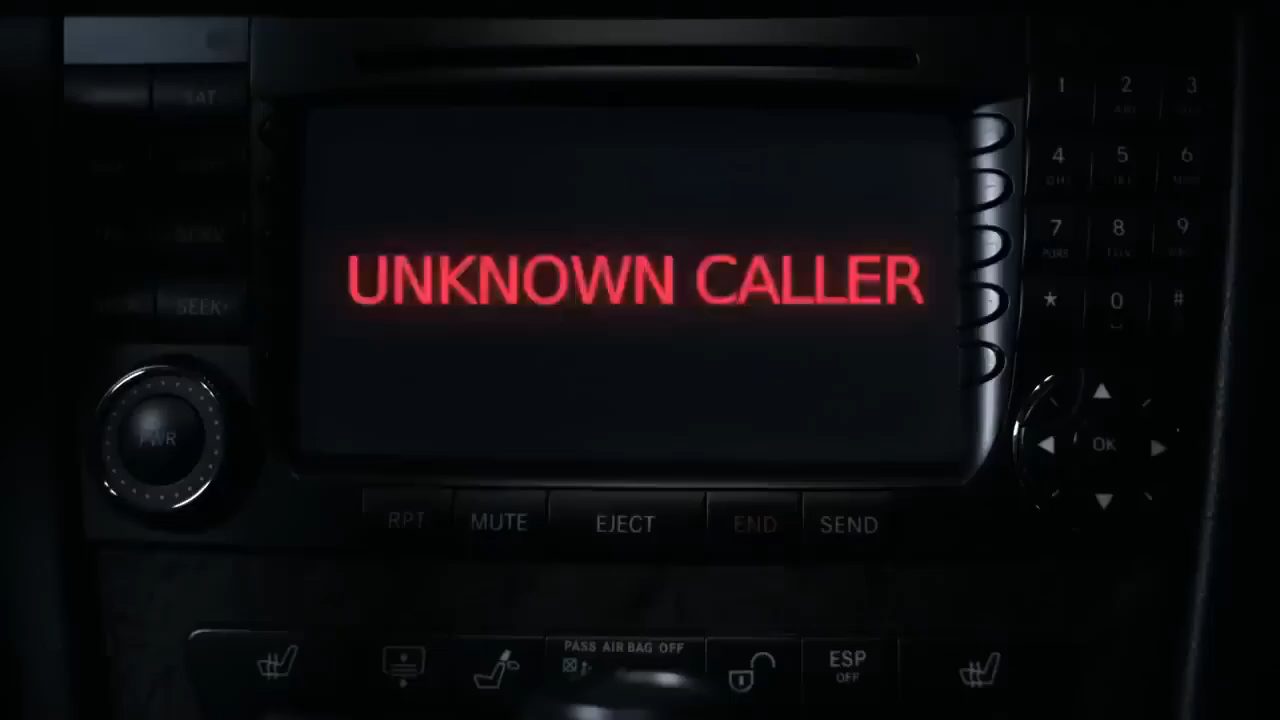 SAT
1 2 3
4 5 6
7 8 9
PQRS
* 0 #
UNKNOWN CALLER
SEEK+
PWR
OK
RPT MUTE EJECT END SEND
PASS AIR BAG OFF
ESP
OFF